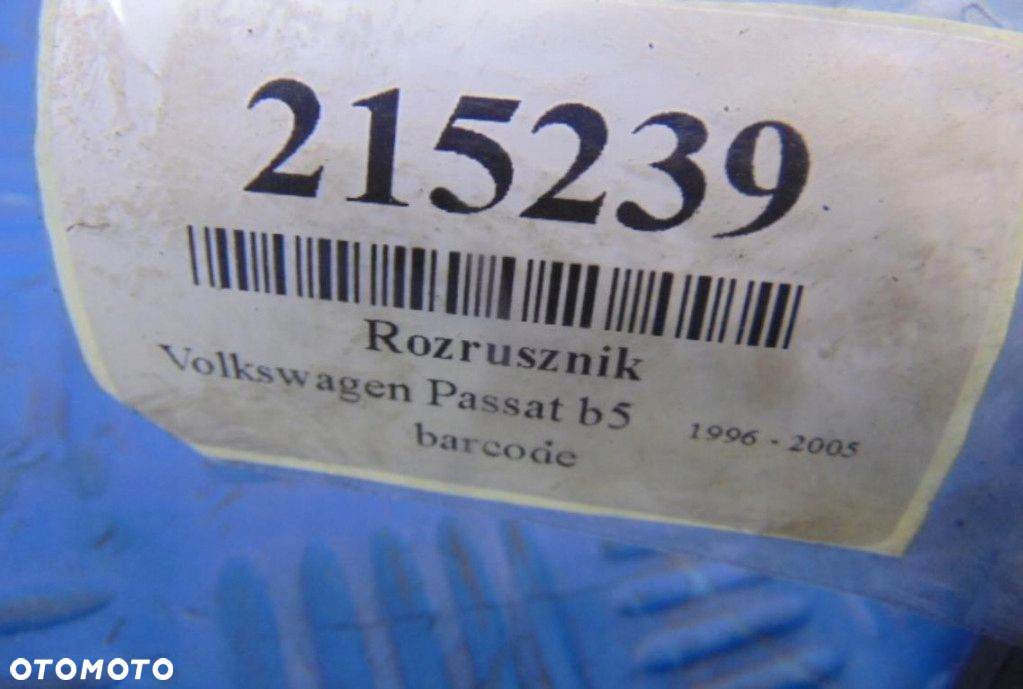 215239
Rozrusznik
Volkswagen Passat b5 1996 - 2005
barcode
OTOMOTO